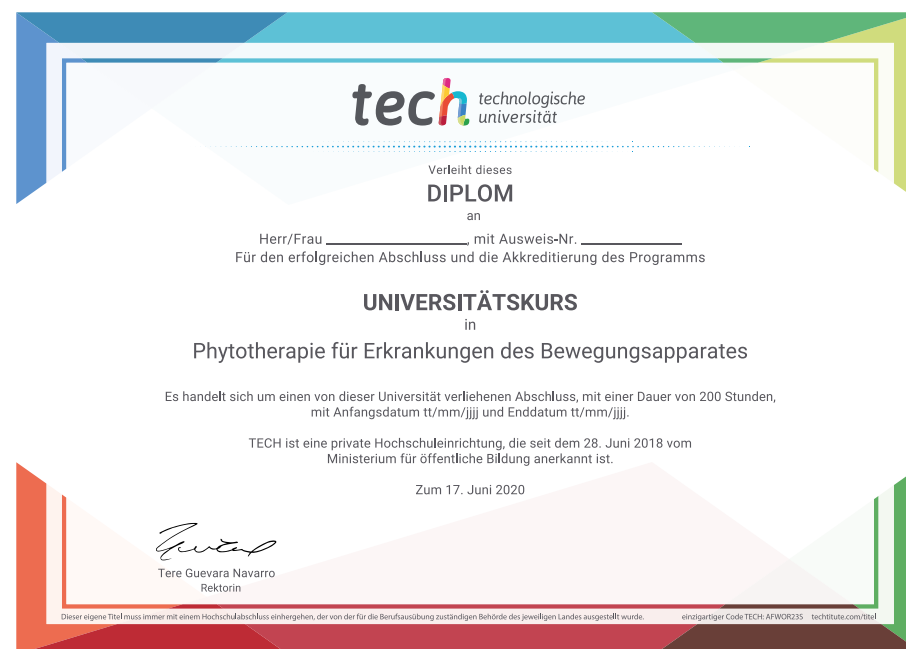 tech technologische
universität
Verleiht dieses
DIPLOM
an
Herr/Frau ____________________, mit Ausweis-Nr. ______________
Für den erfolgreichen Abschluss und die Akkreditierung des Programms
UNIVERSITÄTSKURS
in
Phytotherapie für Erkrankungen des Bewegungsapparates
Es handelt sich um einen von dieser Universität verliehenen Abschluss, mit einer Dauer von 200 Stunden,
mit Anfangsdatum tt/mm/jjjj und Enddatum tt/mm/jjjj.
TECH ist eine private Hochschuleinrichtung, die seit dem 28. Juni 2018 vom
Ministerium für öffentliche Bildung anerkannt ist.
Zum 17. Juni 2020
Tere Guevara Navarro
Rektorin
Dieser eigene Titel muss immer mit einem Hochschulabschluss einhergehen, der von der für die Berufsausübung zuständigen Behörde des jeweiligen Landes ausgestellt wurde. einzigartiger Code TECH: AFWOR23S techtitute.com/titel